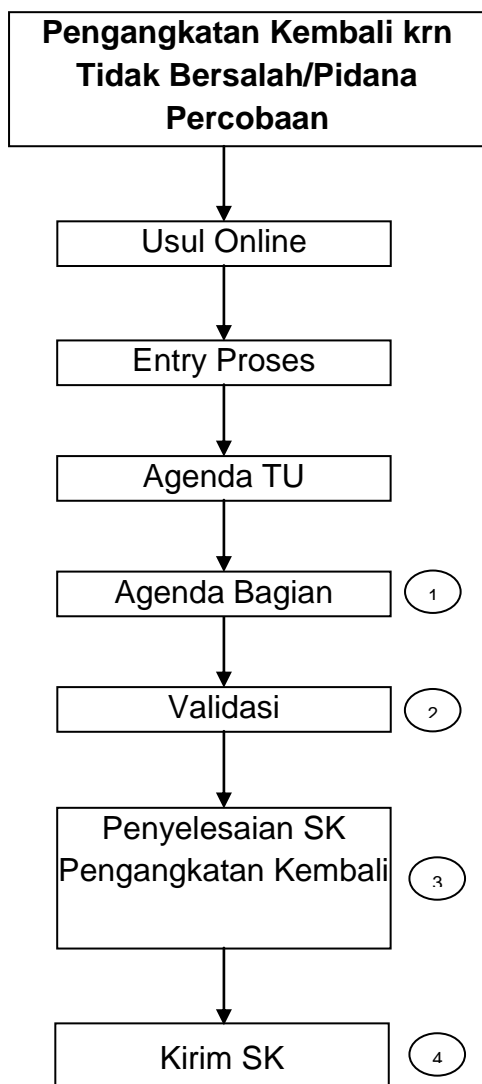 Pengangkatan Kembali krn
Tidak Bersalah/Pidana
Percobaan
Usul Online
Entry Proses
Agenda TU
Agenda Bagian
1
Validasi
2
Penyelesaian SK
Pengangkatan Kembali
3
Kirim SK
4